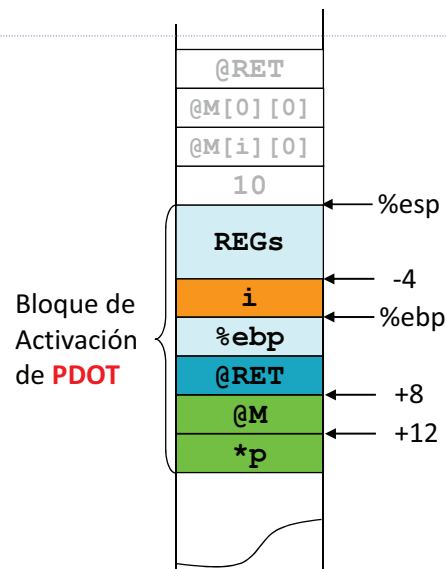 @RET
@M[0][0]
@M[i][0]
10
%esp
REGs
-4
i
%ebp
%ebp
@RET
+8
@M
+12
*p
Bloque de
Activación
de PDOT